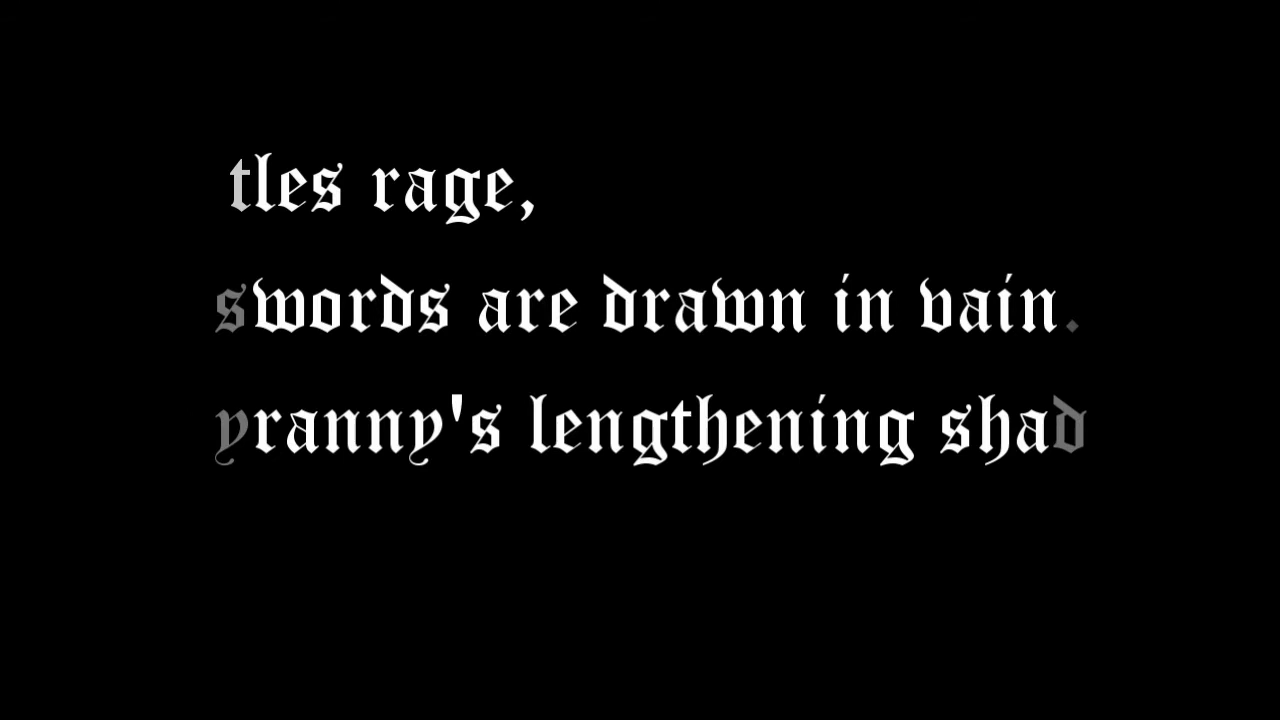 tles rage,
swords are drawn in vain.
yranny's lengthening shad